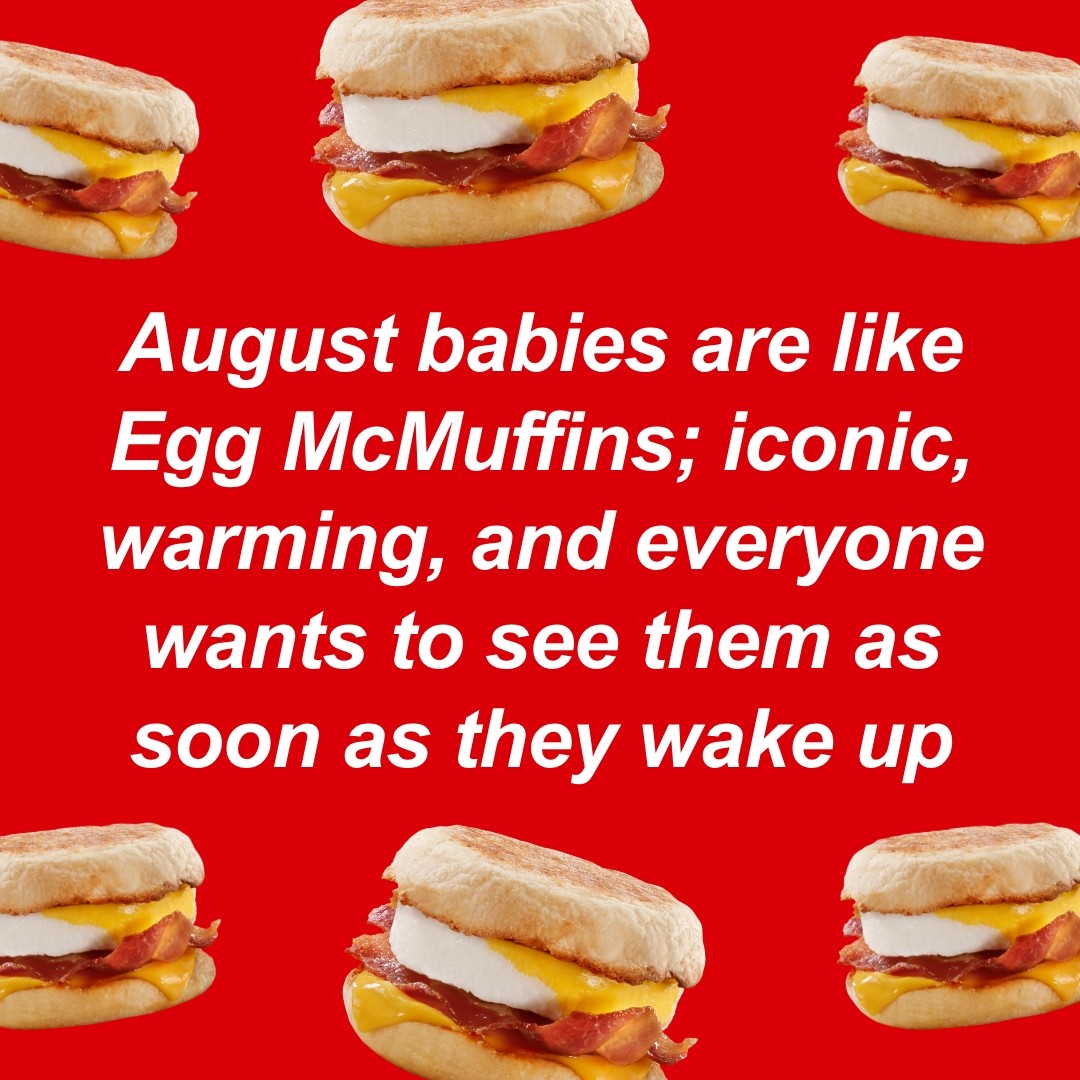 August babies are like
Egg McMuffins; iconic,
warming, and everyone
wants to see them as
soon as they wake up